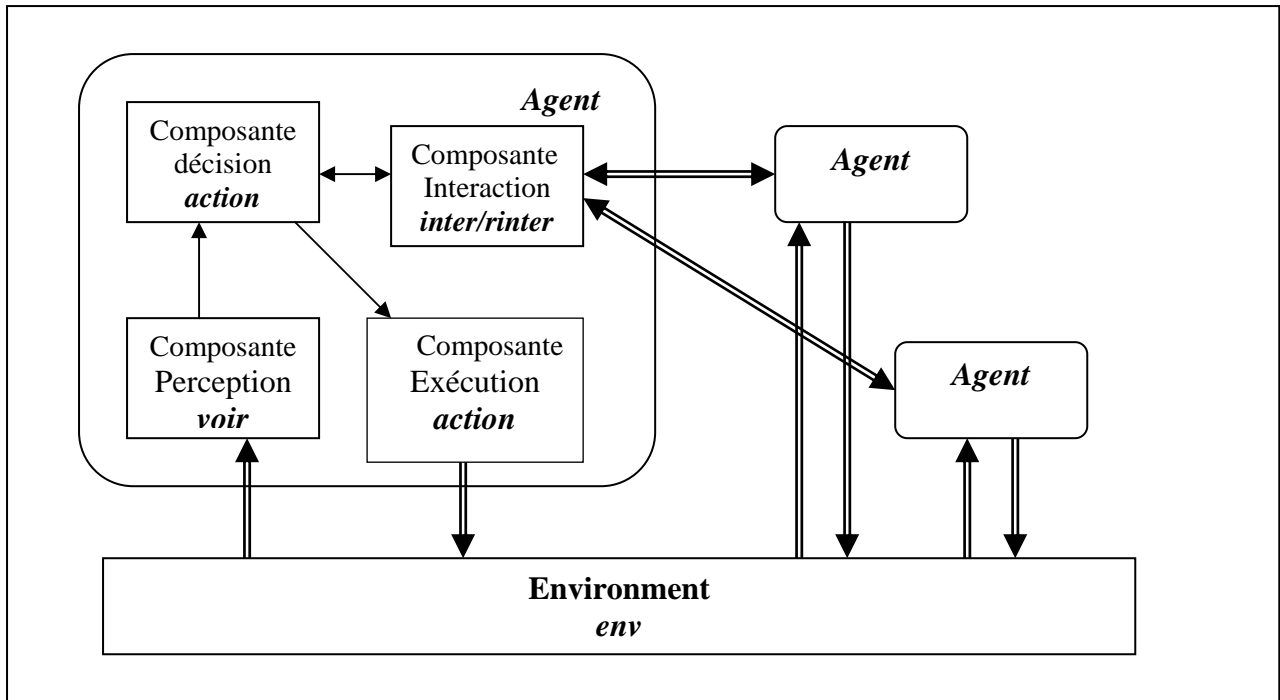 Agent
Composante
décision
action
Composante
Interaction
inter/rinter
Agent
Composante
Perception
voir
Composante
Exécution
action
Agent
Environment
env